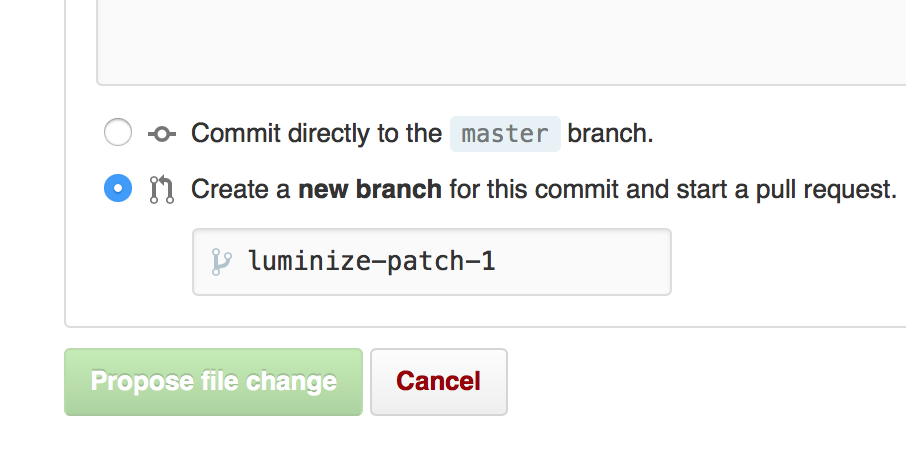 Commit directly to the master branch.
Create a new branch for this commit and start a pull request.
luminize-patch-1
Propose file change
Cancel